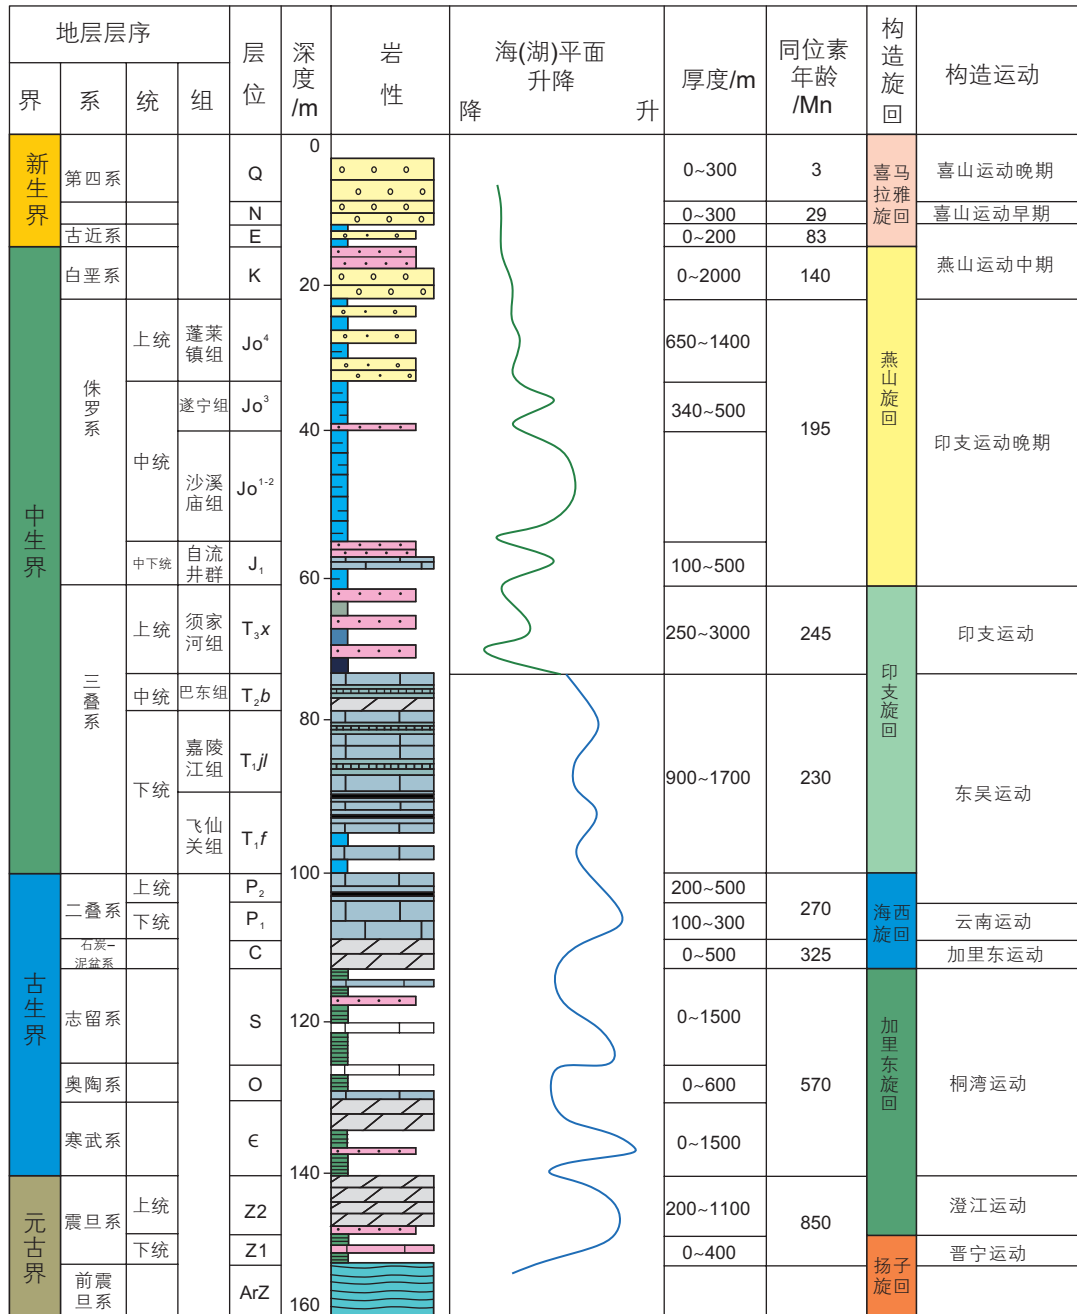 地层层序
界
系
统
组
层位
深度/m
岩性
海(湖)平面
升降
降
升
厚度/m
同位素
年龄
/Mn
构造旋回
构造运动
新生界
第四系
Q
0
0~300
3
喜马
拉雅
旋回
喜山运动晚期
N
0~300
29
喜山运动早期
古近系
E
0~200
83
燕山运动中期
中生界
白垩系
K
20
0~2000
140
燕山旋回
侏罗系
上统
蓬莱
镇组
Jo⁴
650~1400
195
印支运动晚期
中统
遂宁组
Jo³
340~500
40
沙溪
庙组
Jo¹⁻²
中下统
自流
井群
J₁
100~500
60
三叠系
上统
须家
河组
T₃x
250~3000
245
印支旋回
印支运动
中统
巴东组
T₂b
900~1700
230
东吴运动
80
下统
嘉陵
江组
T₁jl
飞仙
关组
T₁f
100
古生界
二叠系
上统
P₂
200~500
270
海西
旋回
下统
P₁
100~300
云南运动
石炭–
泥盆系
C
0~500
325
加里东运动
志留系
S
120
0~1500
570
加里东旋回
桐湾运动
奥陶系
O
0~600
寒武系
Є
0~1500
140
元古界
震旦系
上统
Z2
200~1100
850
澄江运动
下统
Z1
0~400
扬子
旋回
晋宁运动
前震
旦系
ArZ
160